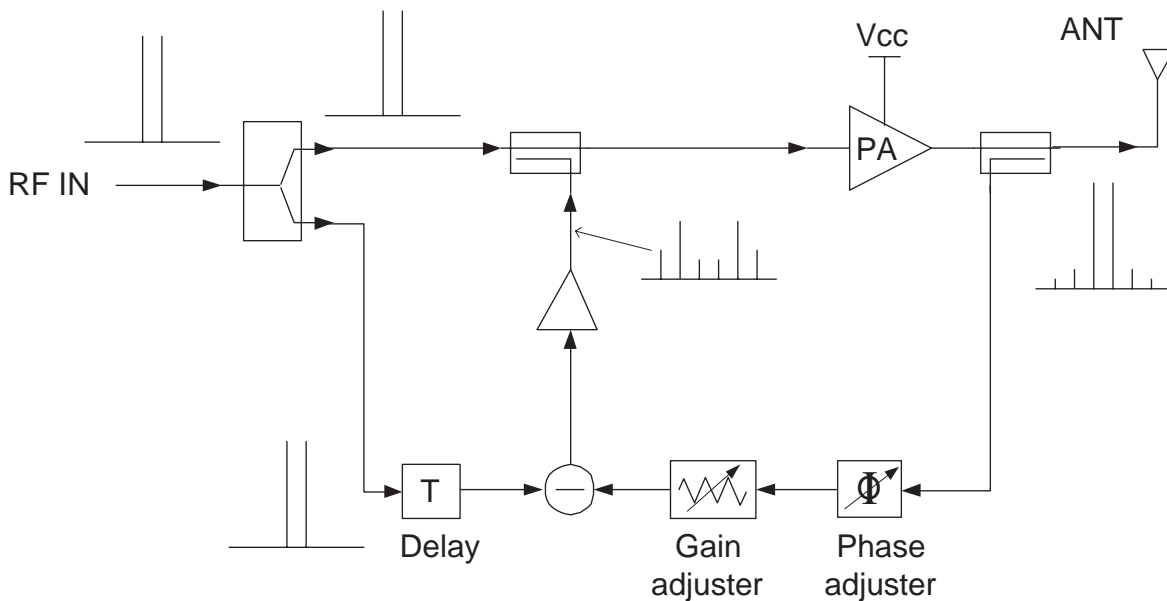 Vcc
ANT
PA
RF IN
T
Φ
Delay
Gain
adjuster
Phase
adjuster